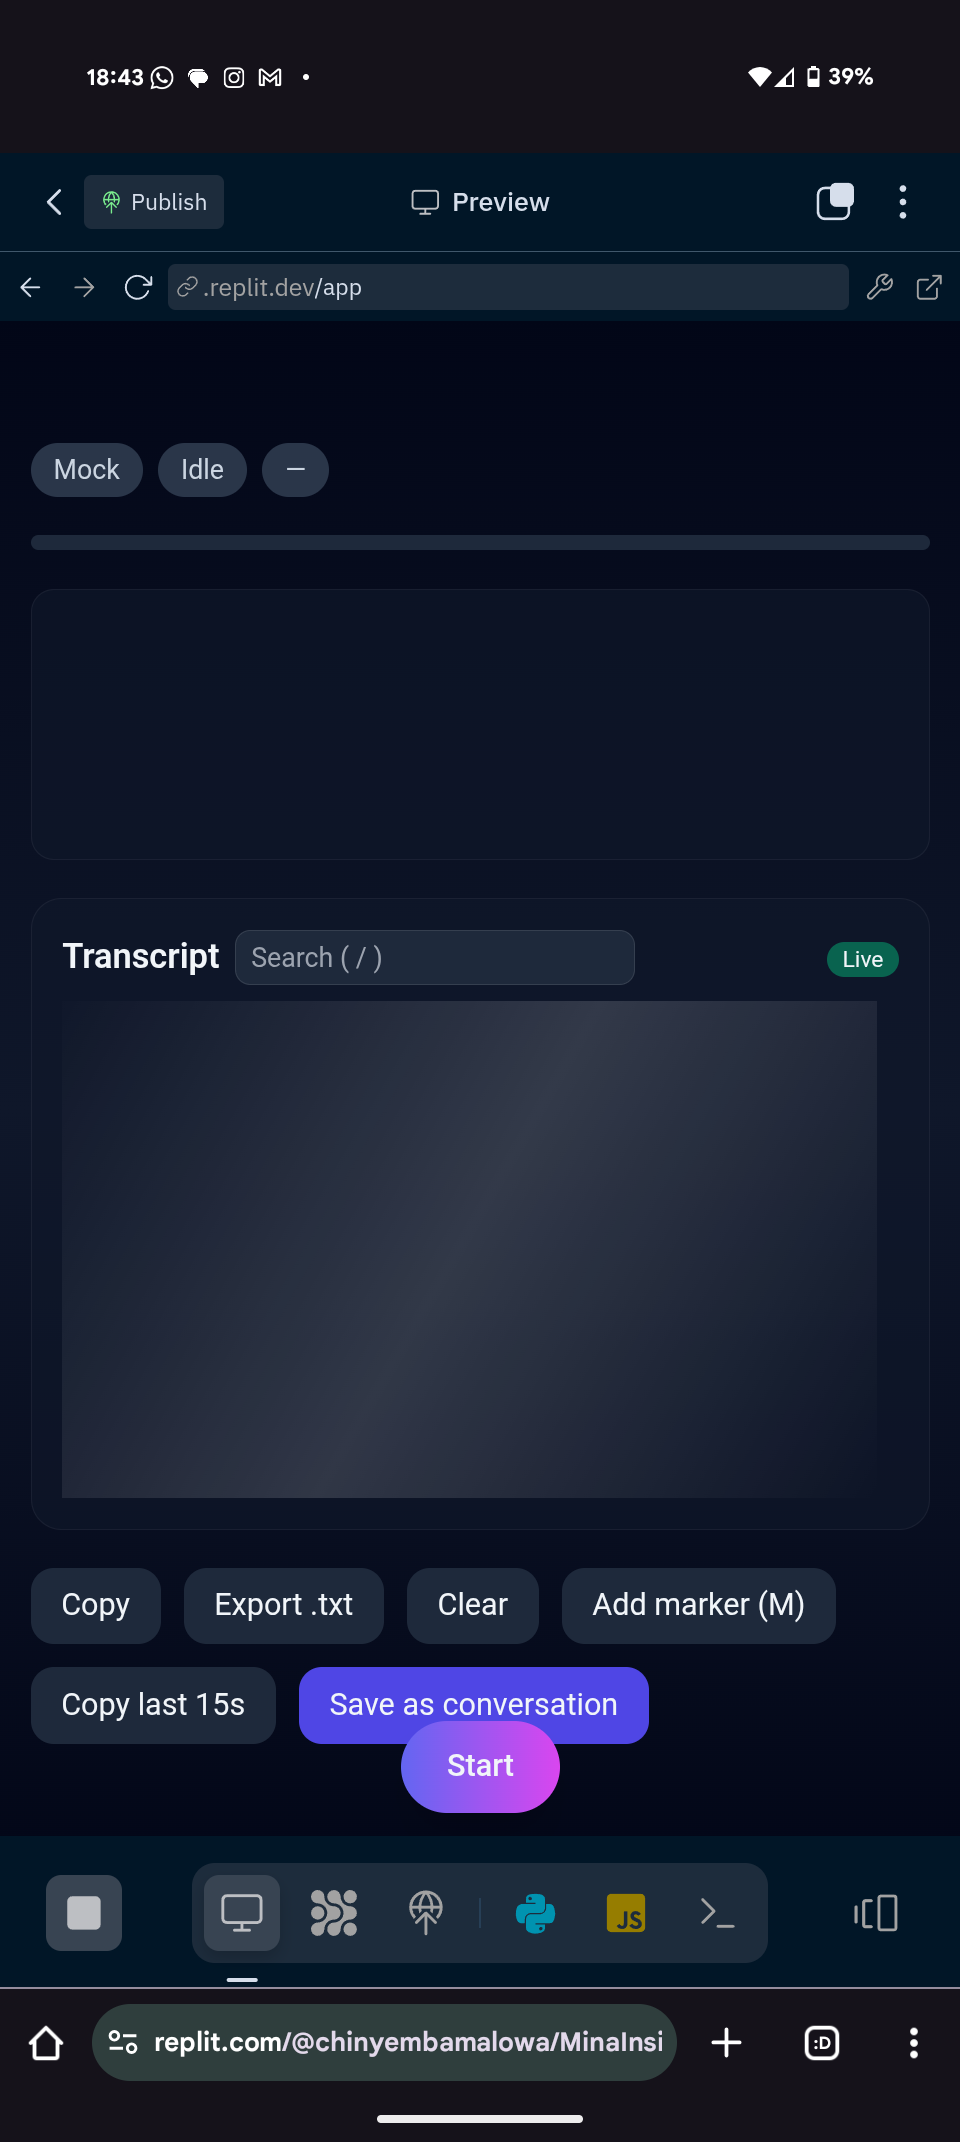 18:43
39%
Publish
Preview
.replit.dev/app
Mock
Idle
—
Transcript
Search ( / )
Live
Copy
Export .txt
Clear
Add marker (M)
Copy last 15s
Save as conversation
Start
JS
replit.com/@chinyembamalowa/MinaInsi
:D